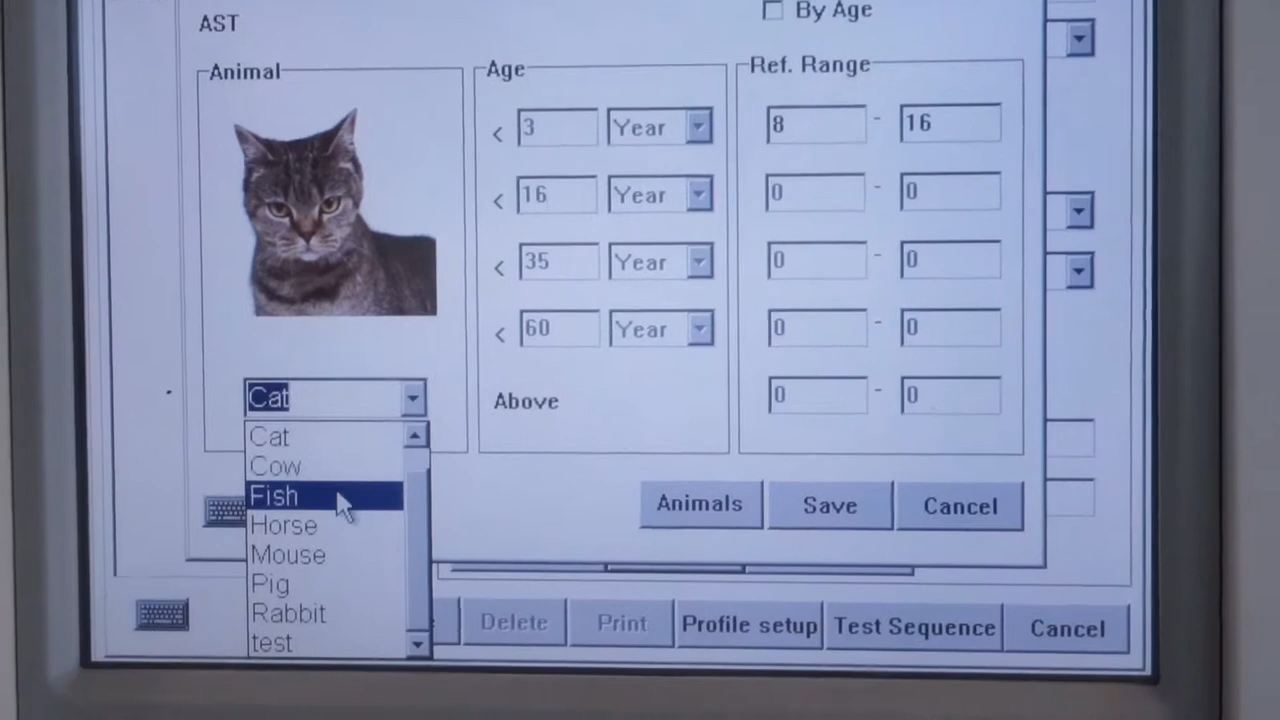 AST
By Age
Animal
Age
Ref. Range
< 3 Year 8 - 16
< 16 Year 0 - 0
< 35 Year 0 - 0
< 60 Year 0 - 0
Above 0 - 0
Cat
Cat
Cow
Fish
Horse
Mouse
Pig
Rabbit
test
Animals Save Cancel
Delete Print Profile setup Test Sequence Cancel